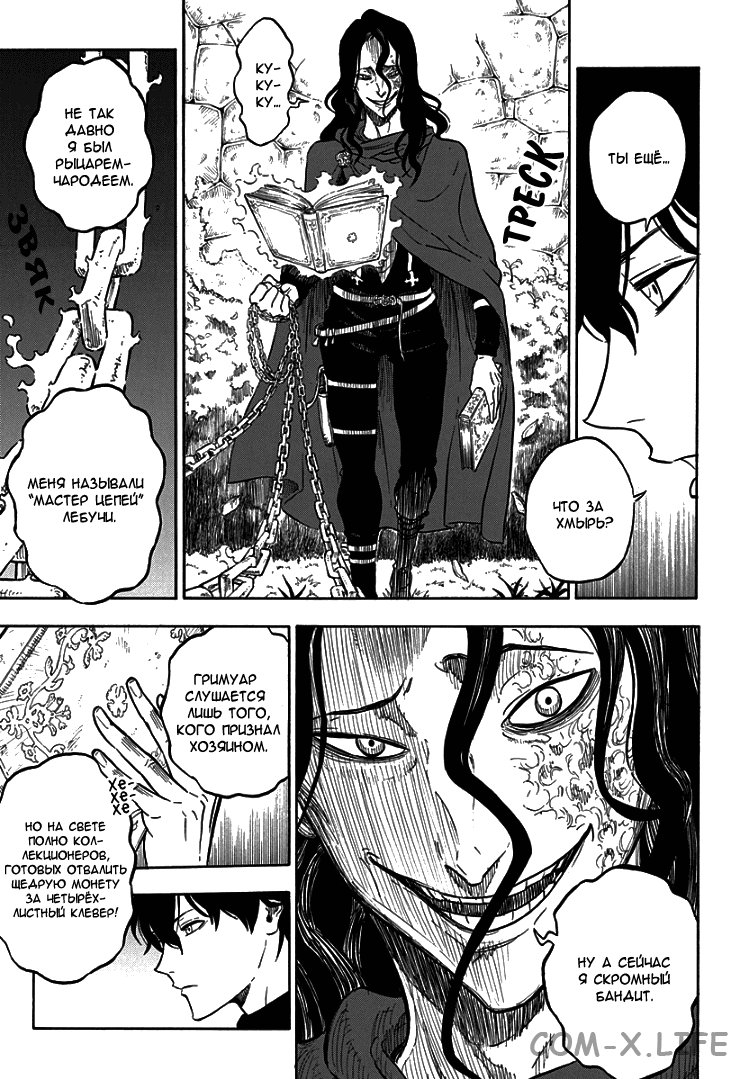 ТЫ ЕЩЁ...
ЧТО ЗА
ХМЫРЬ?
ТРЕСК
КУ-
КУ-
КУ...
НЕ ТАК
ДАВНО
Я БЫЛ
РЫЦАРЕМ-
ЧАРОДЕЕМ.
ЗВЯК
МЕНЯ НАЗЫВАЛИ
"МАСТЕР ЦЕПЕЙ"
ЛЕБУЧИ.
НУ А СЕЙЧАС
Я СКРОМНЫЙ
БАНДИТ.
ГРИМУАР
СЛУШАЕТСЯ
ЛИШЬ ТОГО,
КОГО ПРИЗНАЛ
ХОЗЯИНОМ.
Хе-
хе-
хе
НО НА СВЕТЕ
ПОЛНО КОЛ-
ЛЕКЦИОНЕРОВ,
ГОТОВЫХ ОТВАЛИТЬ
ЩЕДРУЮ МОНЕТУ
ЗА ЧЕТЫРЁХ-
ЛИСТНЫЙ КЛЕВЕР!
COM-X.LIFE